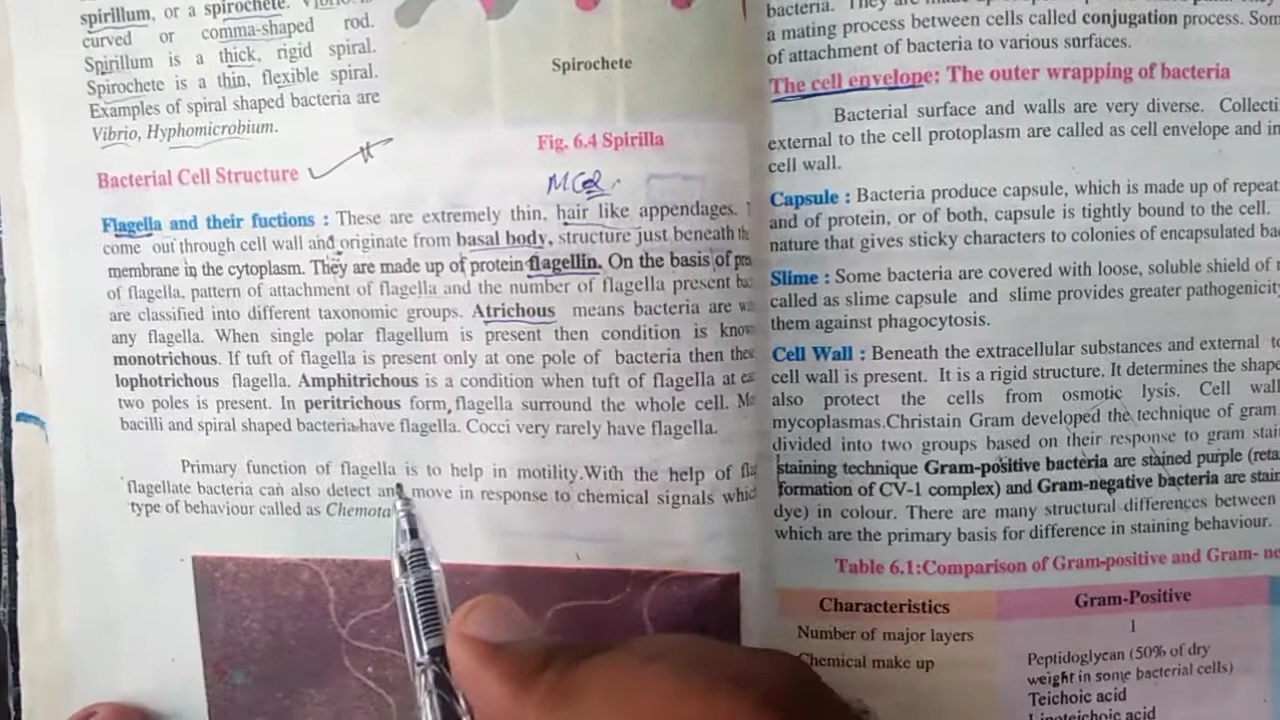 spirillum, or a spirochete.
curved or comma-shaped rod.
Spirillum is a thick, rigid spiral.
Spirochete is a thin, flexible spiral.
Examples of spiral shaped bacteria are
Vibrio, Hyphomicrobium.
Spirochete
Fig. 6.4 Spirilla
Bacterial Cell Structure
MCQ
Flagella and their fuctions : These are extremely thin, hair like appendages.
come out through cell wall and originate from basal body, structure just beneath
membrane in the cytoplasm. They are made up of protein flagellin. On the basis of
of flagella, pattern of attachment of flagella and the number of flagella present
are classified into different taxonomic groups. Atrichous means bacteria are
any flagella. When single polar flagellum is present then condition is
monotrichous. If tuft of flagella is present only at one pole of bacteria then
lophotrichous flagella. Amphitrichous is a condition when tuft of flagella at
two poles is present. In peritrichous form, flagella surround the whole cell.
bacilli and spiral shaped bacteria have flagella. Cocci very rarely have flagella.
Primary function of flagella is to help in motility.With the help of
flagellate bacteria can also detect and move in response to chemical signals
type of behaviour called as
bacteria. They are
a mating process between cells called conjugation process.
of attachment of bacteria to various surfaces.
The cell envelope: The outer wrapping of bacteria
Bacterial surface and walls are very diverse.
external to the cell protoplasm are called as cell envelope and
cell wall.
Capsule : Bacteria produce capsule, which is made up of
and of protein, or of both, capsule is tightly bound to the cell.
nature that gives sticky characters to colonies of encapsulated
Slime : Some bacteria are covered with loose, soluble shield of
called as slime capsule and slime provides greater pathogenicity
them against phagocytosis.
Cell Wall : Beneath the extracellular substances and external
cell wall is present. It is a rigid structure. It determines the shape
also protect the cells from osmotic lysis. Cell wall
mycoplasmas.Christain Gram developed the technique of gram
divided into two groups based on their response to gram
staining technique Gram-positive bacteria are stained purple
formation of CV-1 complex) and Gram-negative bacteria are
dye) in colour. There are many structural differences between
which are the primary basis for difference in staining behaviour.
Table 6.1:Comparison of Gram-positive and Gram-
Characteristics
Gram-Positive
Number of major layers
1
Chemical make up
Peptidoglycan (50% of dry
weight in some bacterial cells)
Teichoic acid
Lipoteichoic acid